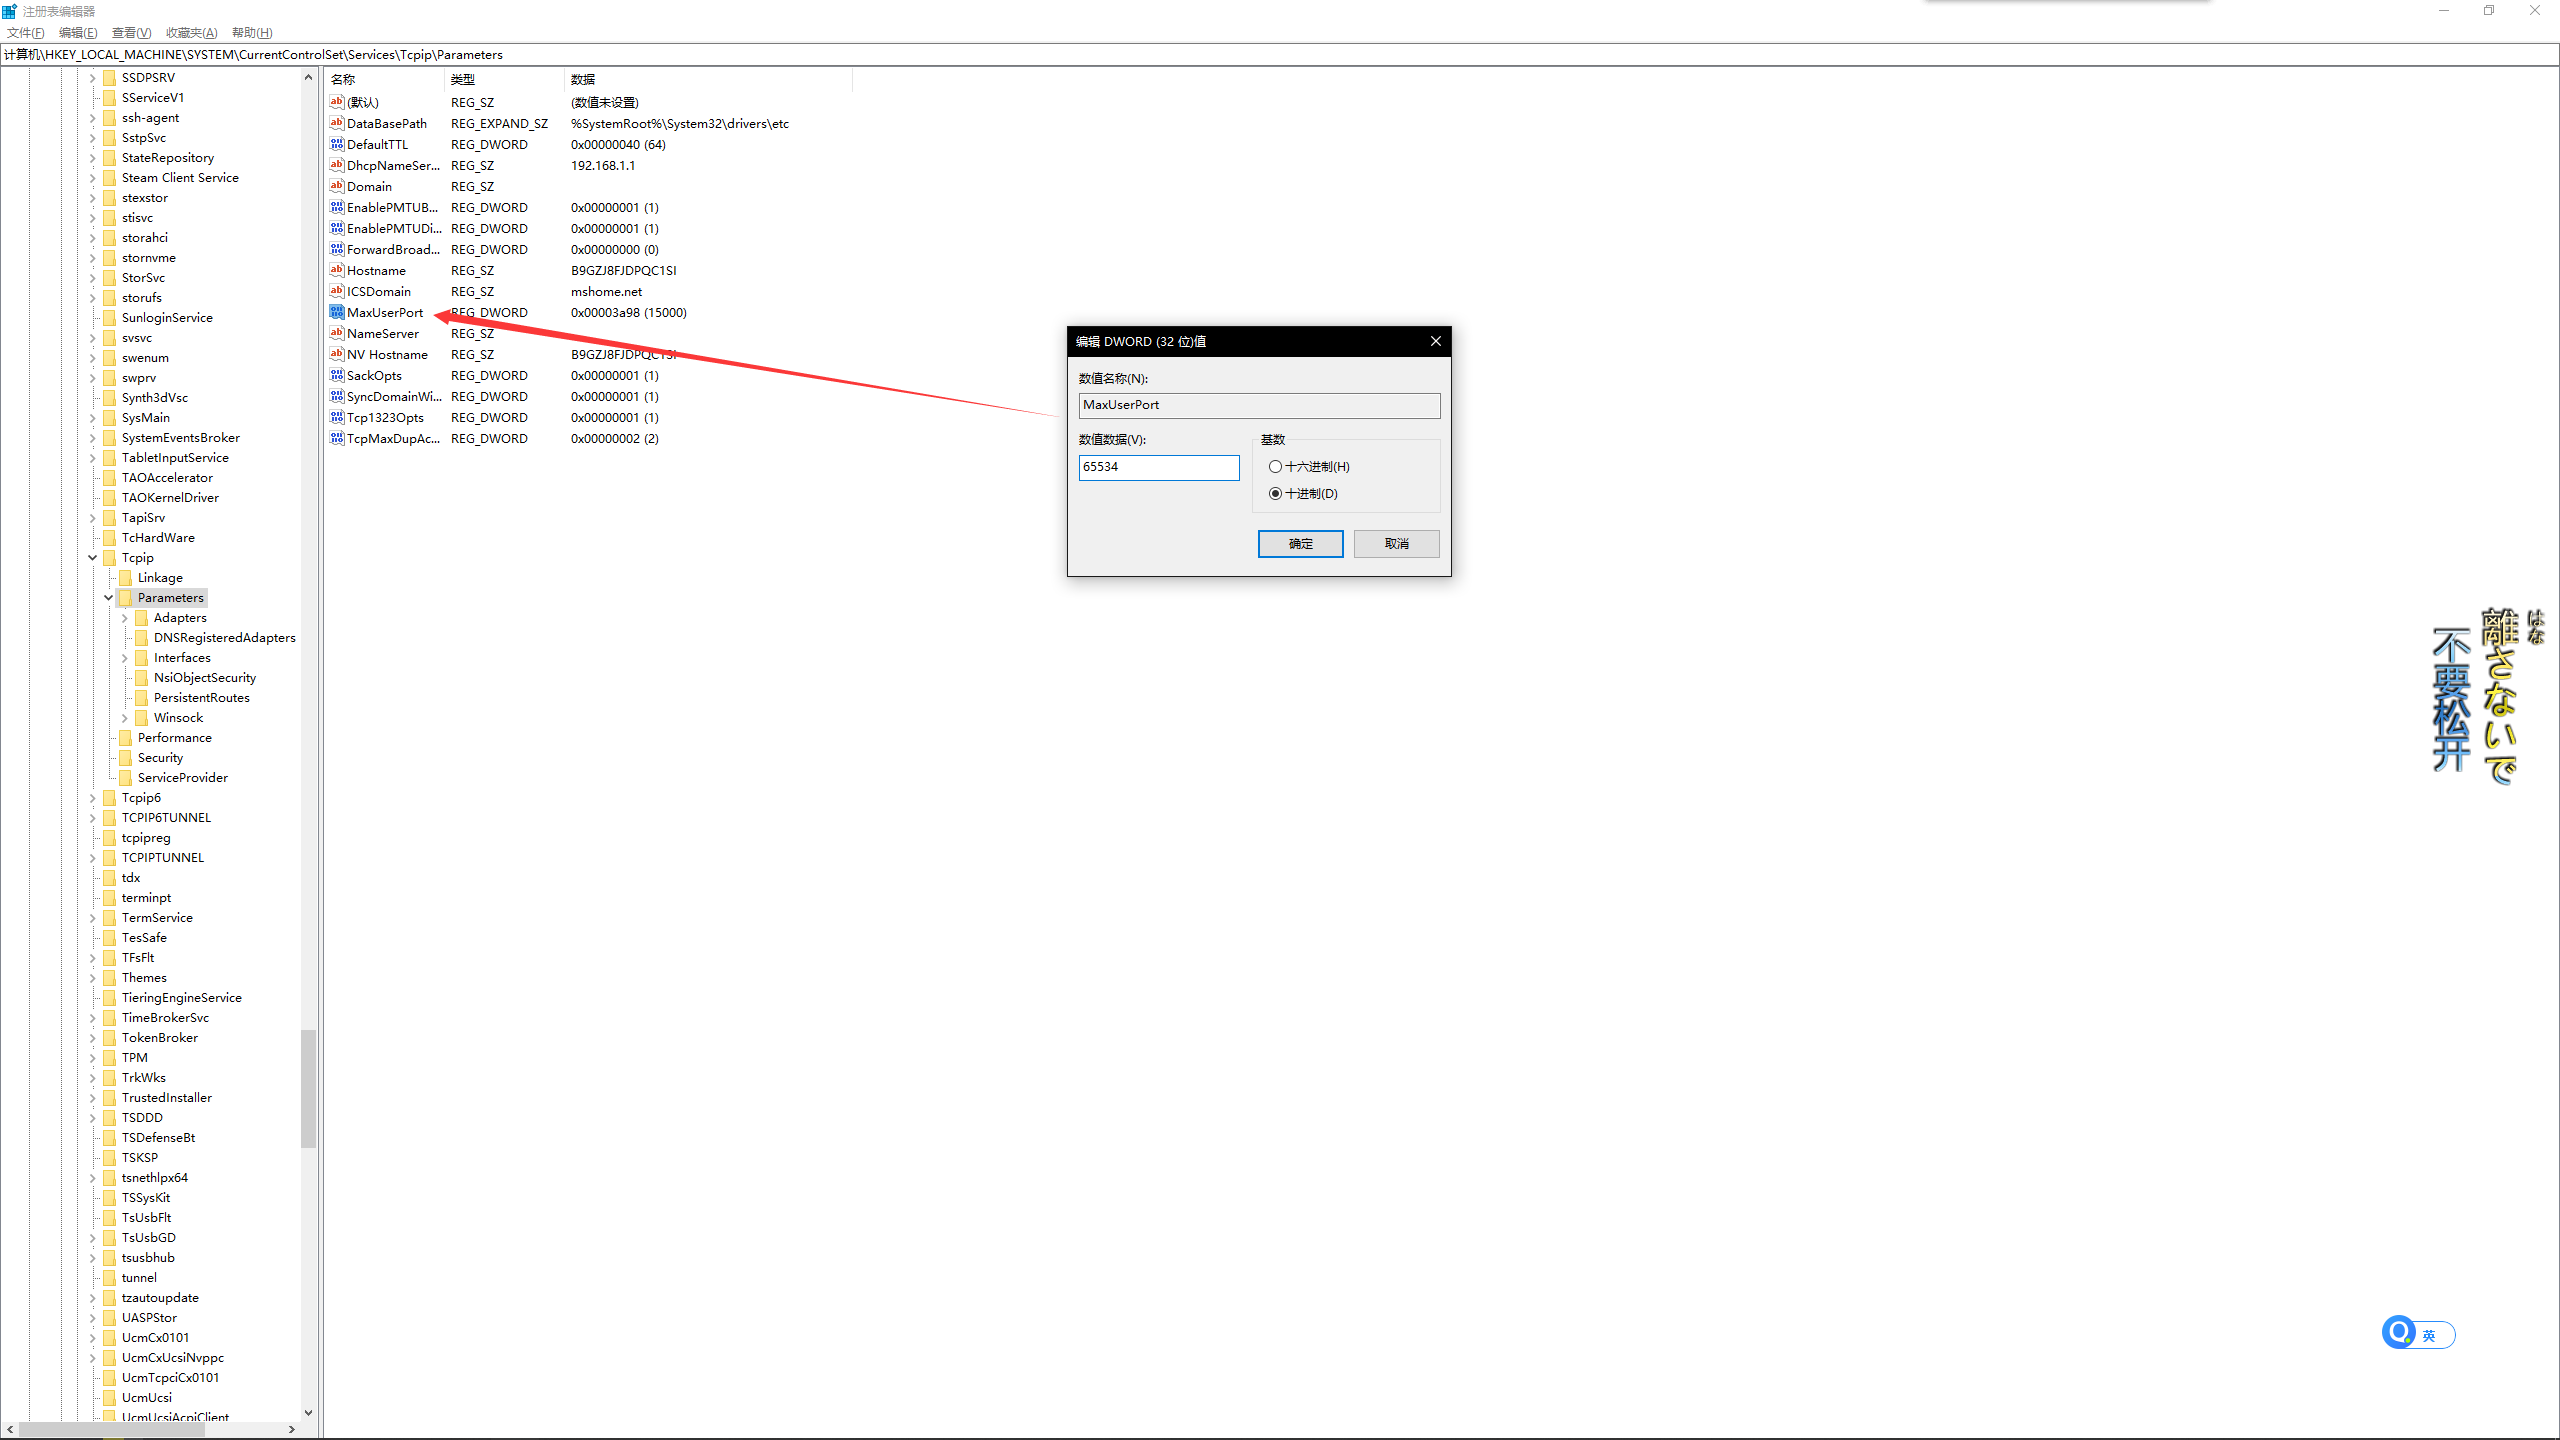 注册表编辑器
文件(F) 编辑(E) 查看(V) 收藏夹(A) 帮助(H)
计算机\HKEY_LOCAL_MACHINE\SYSTEM\CurrentControlSet\Services\Tcpip\Parameters
SSDPSRV
SServiceV1
ssh-agent
SstpSvc
StateRepository
Steam Client Service
stexstor
stisvc
storahci
stornvme
StorSvc
storufs
SunloginService
svsvc
swenum
swprv
Synth3dVsc
SysMain
SystemEventsBroker
TabletInputService
TAOAccelerator
TAOKernelDriver
TapiSrv
TcHardWare
Tcpip
Linkage
Parameters
Adapters
DNSRegisteredAdapters
Interfaces
NsiObjectSecurity
PersistentRoutes
Winsock
Performance
Security
ServiceProvider
Tcpip6
TCPIP6TUNNEL
tcpipreg
TCPIPTUNNEL
tdx
terminpt
TermService
TesSafe
TFsFlt
Themes
TieringEngineService
TimeBrokerSvc
TokenBroker
TPM
TrkWks
TrustedInstaller
TSDDD
TSDefenseBt
TSKSP
tsnethlpx64
TSSysKit
TsUsbFlt
TsUsbGD
tsusbhub
tunnel
tzautoupdate
UASPStor
UcmCx0101
UcmCxUcsiNvppc
UcmTcpciCx0101
UcmUcsi
UcmUcsiAcpiClient
名称 类型 数据
(默认) REG_SZ (数值未设置)
DataBasePath REG_EXPAND_SZ %SystemRoot%\System32\drivers\etc
DefaultTTL REG_DWORD 0x00000040 (64)
DhcpNameSer... REG_SZ 192.168.1.1
Domain REG_SZ
EnablePMTUB... REG_DWORD 0x00000001 (1)
EnablePMTUDi... REG_DWORD 0x00000001 (1)
ForwardBroad... REG_DWORD 0x00000000 (0)
Hostname REG_SZ B9GZJ8FJDPQC1SI
ICSDomain REG_SZ mshome.net
MaxUserPort REG_DWORD 0x00003a98 (15000)
NameServer REG_SZ
NV Hostname REG_SZ B9GZJ8FJDPQC1SI
SackOpts REG_DWORD 0x00000001 (1)
SyncDomainWi... REG_DWORD 0x00000001 (1)
Tcp1323Opts REG_DWORD 0x00000001 (1)
TcpMaxDupAc... REG_DWORD 0x00000002 (2)
编辑 DWORD (32 位)值
数值名称(N):
MaxUserPort
数值数据(V):
65534
基数
十六进制(H)
十进制(D)
确定 取消
はな
離さないで
不要松开
英